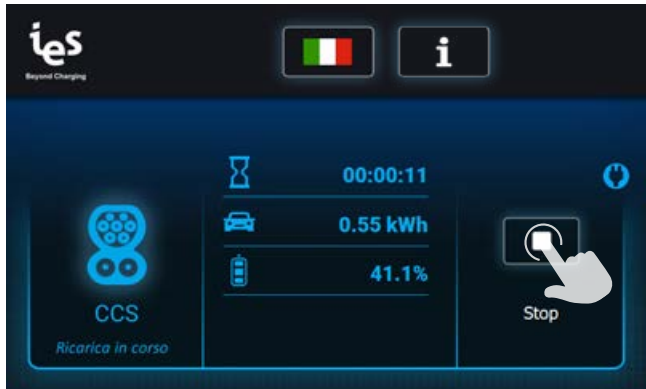 ies
Beyond Charging
i
00:00:11
0.55 kWh
41.1%
CCS
Ricarica in corso
Stop